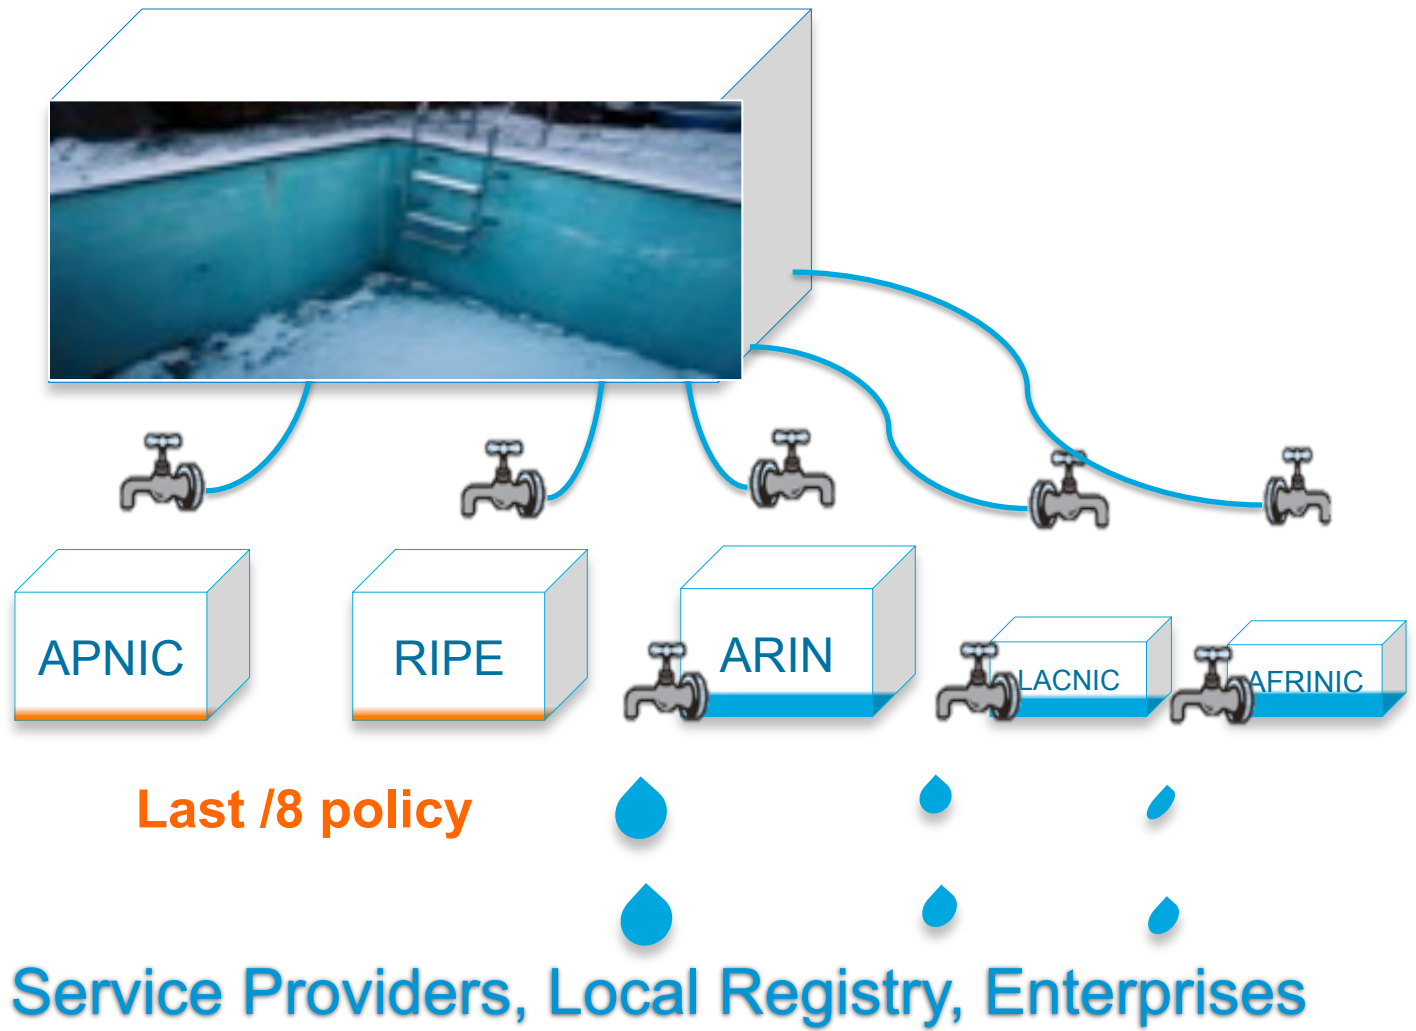 APNIC
RIPE
ARIN
LACNIC
AFRINIC
Last /8 policy
Service Providers, Local Registry, Enterprises